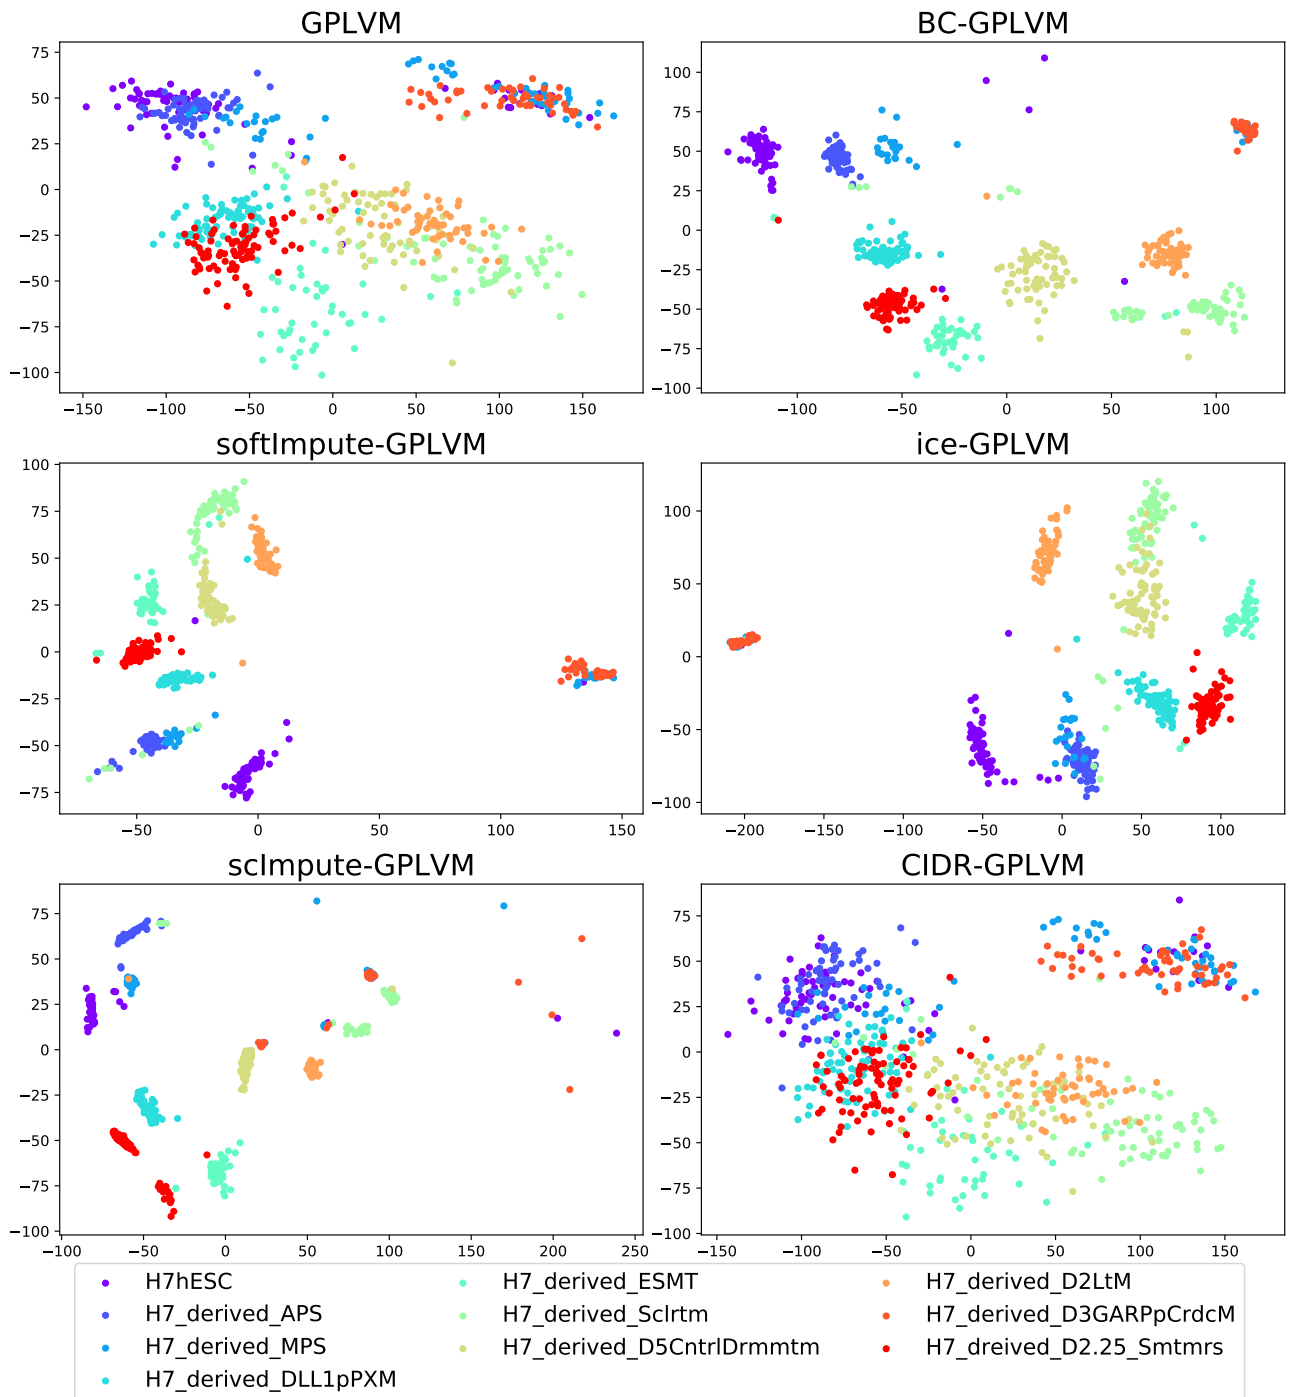 GPLVM
75
50
25
0
−25
−50
−75
−100
−150 −100 −50 0 50 100 150
BC-GPLVM
100
75
50
25
0
−25
−50
−75
−100
−100 −50 0 50 100
softImpute-GPLVM
100
75
50
25
0
−25
−50
−75
−50 0 50 100 150
ice-GPLVM
100
50
0
−50
−100
−200 −150 −100 −50 0 50 100
scImpute-GPLVM
75
50
25
0
−25
−50
−75
−100
−100 −50 0 50 100 150 200 250
CIDR-GPLVM
75
50
25
0
−25
−50
−75
−100
−150 −100 −50 0 50 100 150
H7hESC
H7_derived_APS
H7_derived_MPS
H7_derived_DLL1pPXM
H7_derived_ESMT
H7_derived_Sclrtm
H7_derived_D5CntrlDrmmtm
H7_derived_D2LtM
H7_derived_D3GARPpCrdcM
H7_dreived_D2.25_Smtmrs